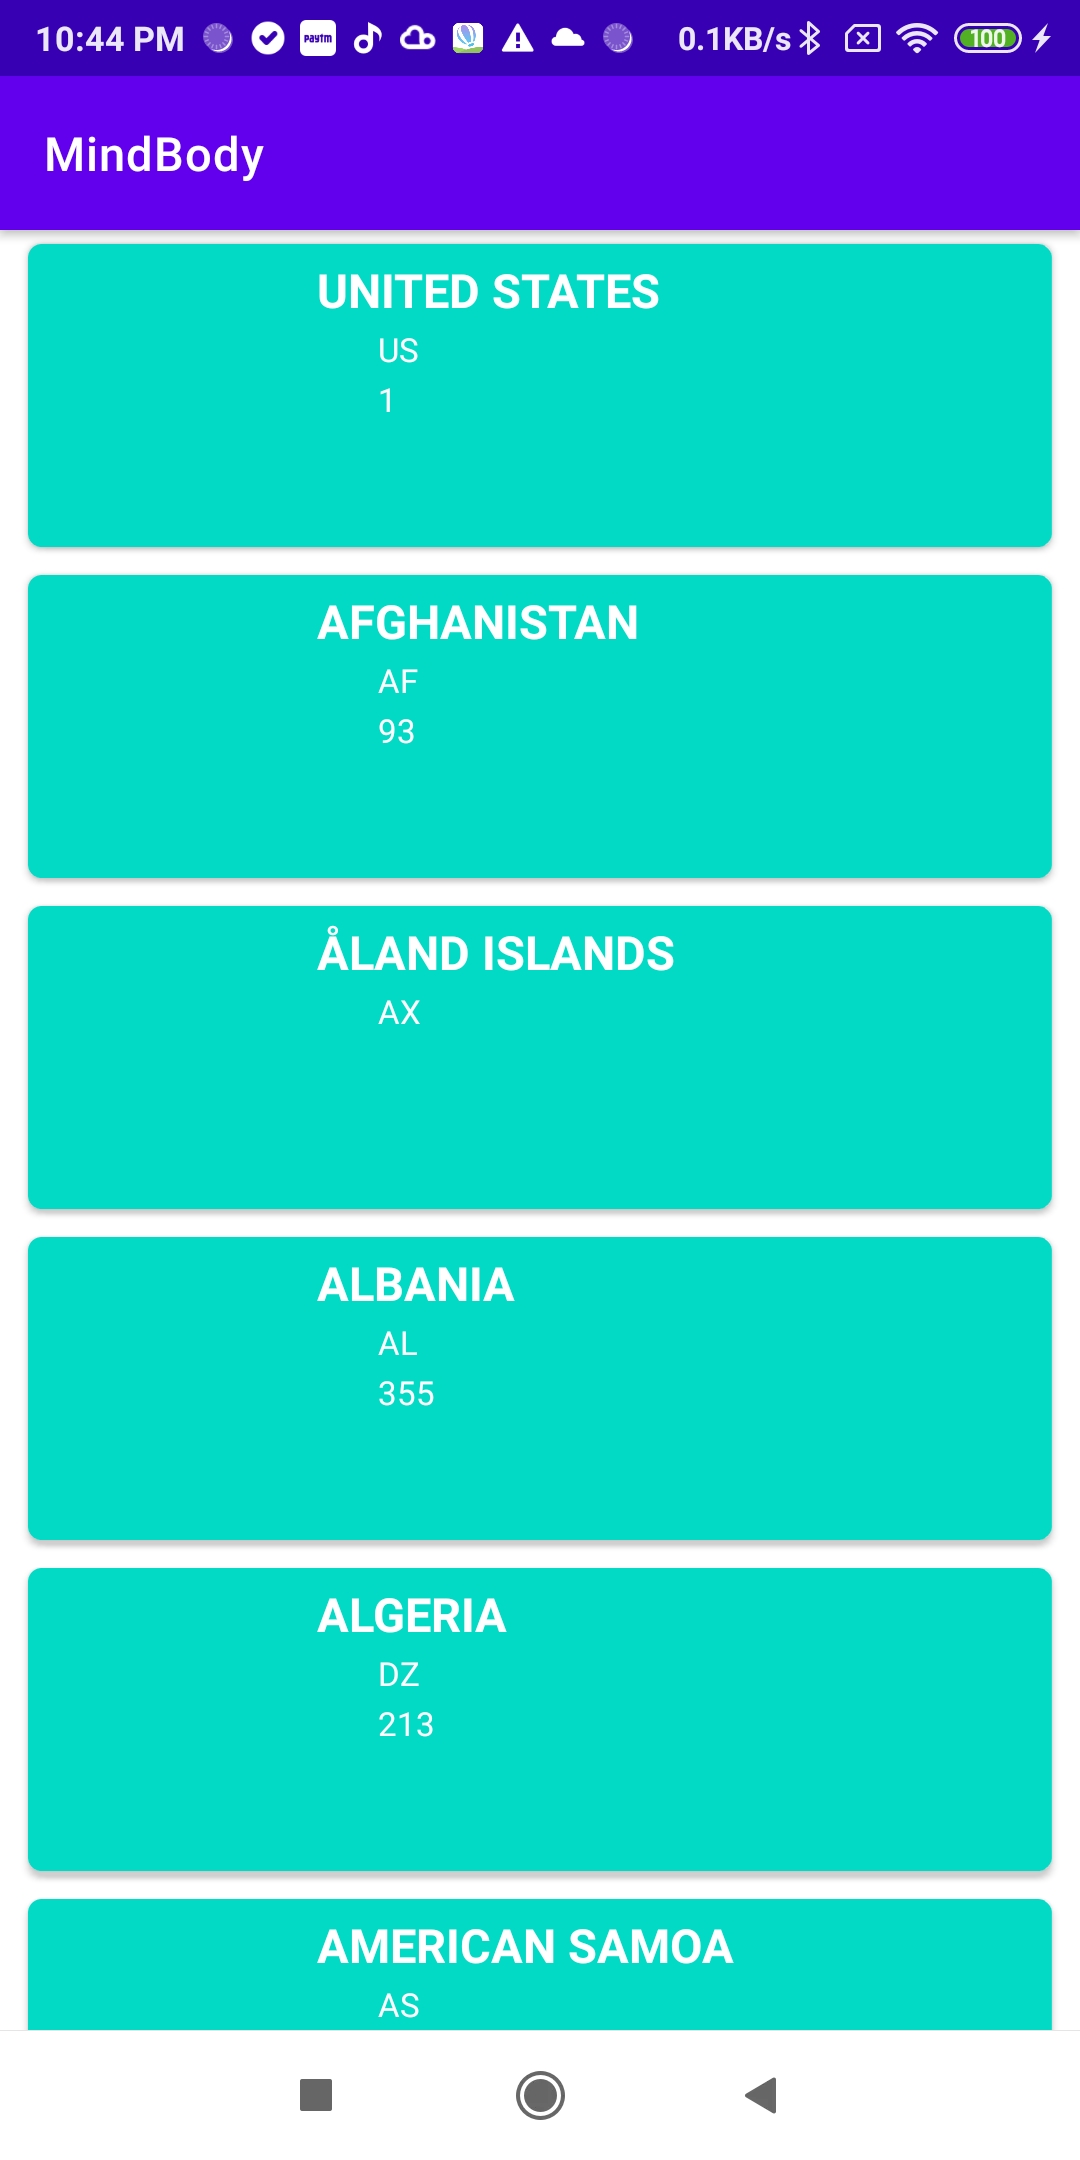 10:44 PM paytm 0.1KB/s 100
MindBody
UNITED STATES
US
1
AFGHANISTAN
AF
93
ÅLAND ISLANDS
AX
ALBANIA
AL
355
ALGERIA
DZ
213
AMERICAN SAMOA
AS